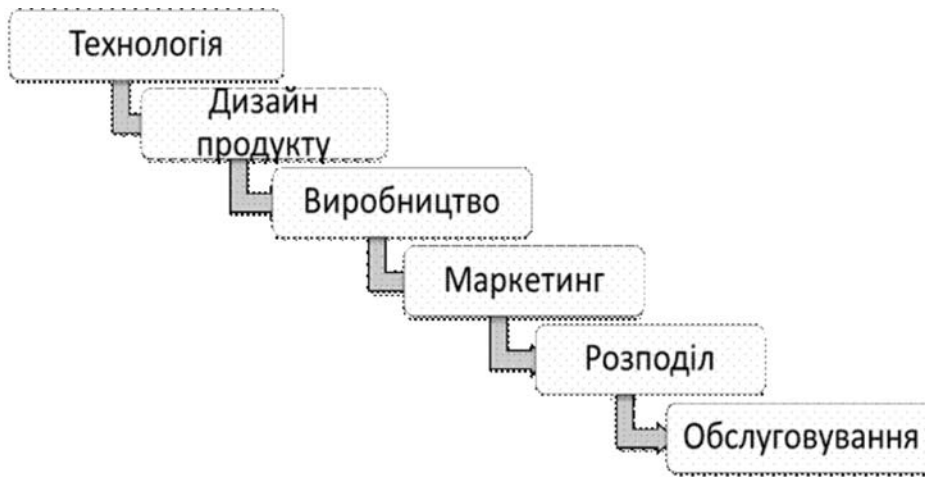 Технологія
Дизайн
продукту
Виробництво
Маркетинг
Розподіл
Обслуговування